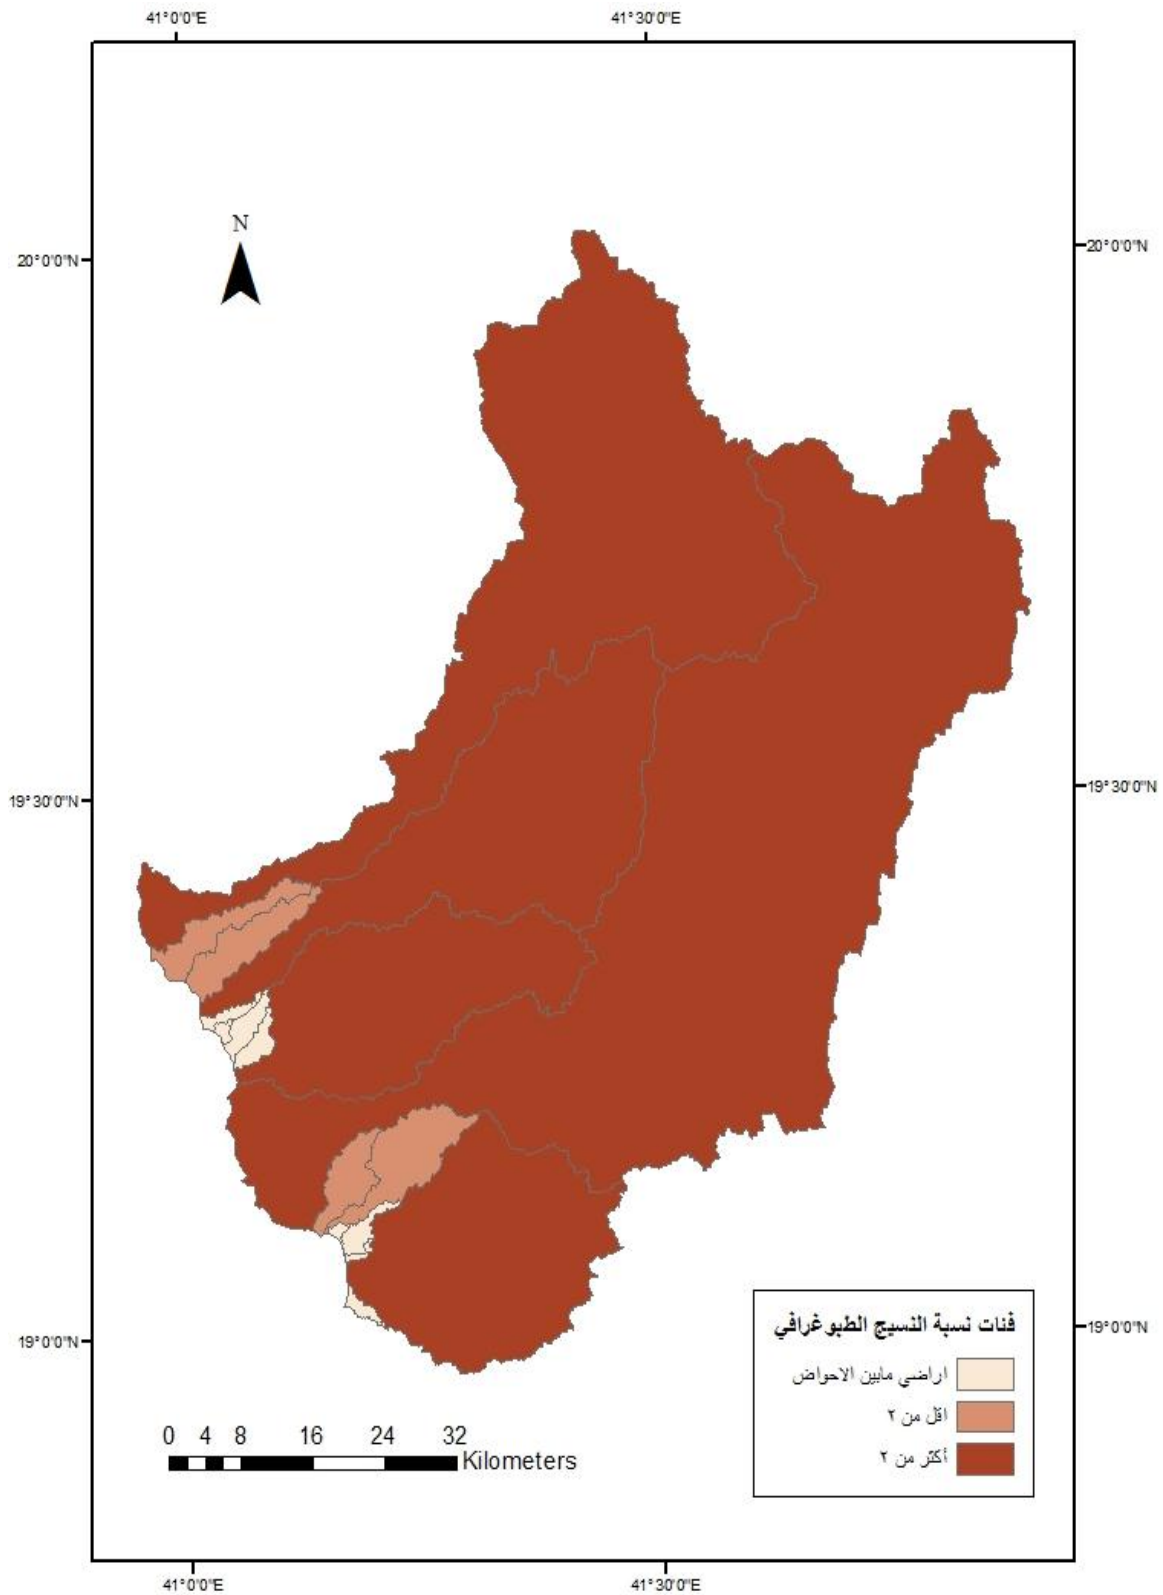 41°0'0"E 41°30'0"E
N
20°0'0"N 20°0'0"N
19°30'0"N 19°30'0"N
19°0'0"N 19°0'0"N
فئات نسبة النسيج الطبوغرافي
اراضي مابين الاحواض
اقل من ٢
أكثر من ٢
0 4 8 16 24 32
Kilometers
41°0'0"E 41°30'0"E